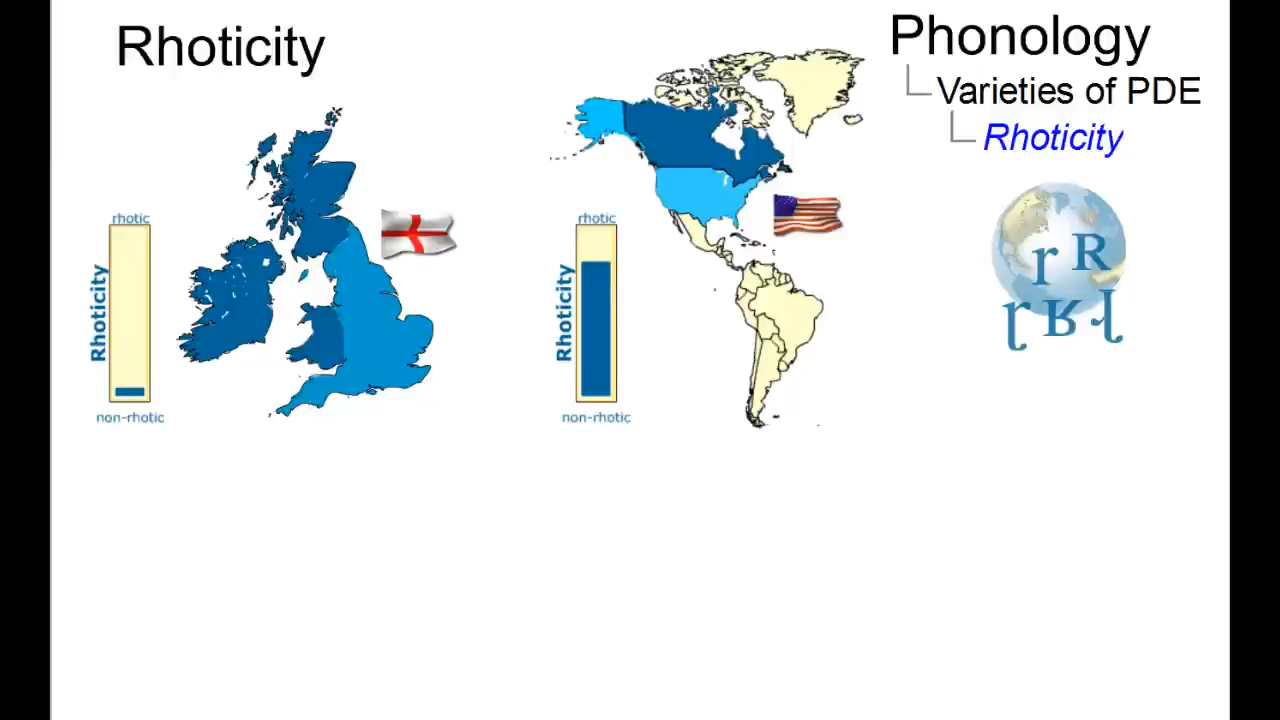 Rhoticity
Phonology
Varieties of PDE
Rhoticity
rhotic
Rhoticity
non-rhotic
rhotic
Rhoticity
non-rhotic
r R